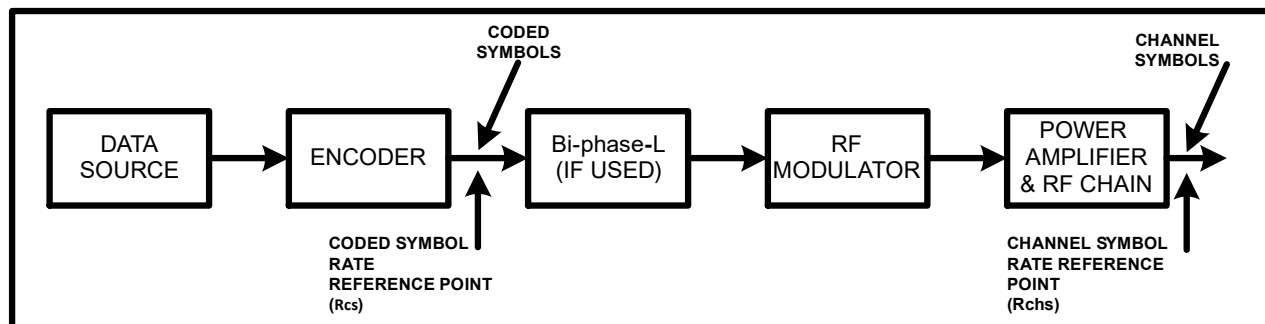 CODED
SYMBOLS
CHANNEL
SYMBOLS
DATA
SOURCE
ENCODER
Bi-phase-L
(IF USED)
RF
MODULATOR
POWER
AMPLIFIER
& RF CHAIN
CODED SYMBOL
RATE
REFERENCE POINT
(Rcs)
CHANNEL SYMBOL
RATE REFERENCE
POINT
(Rchs)